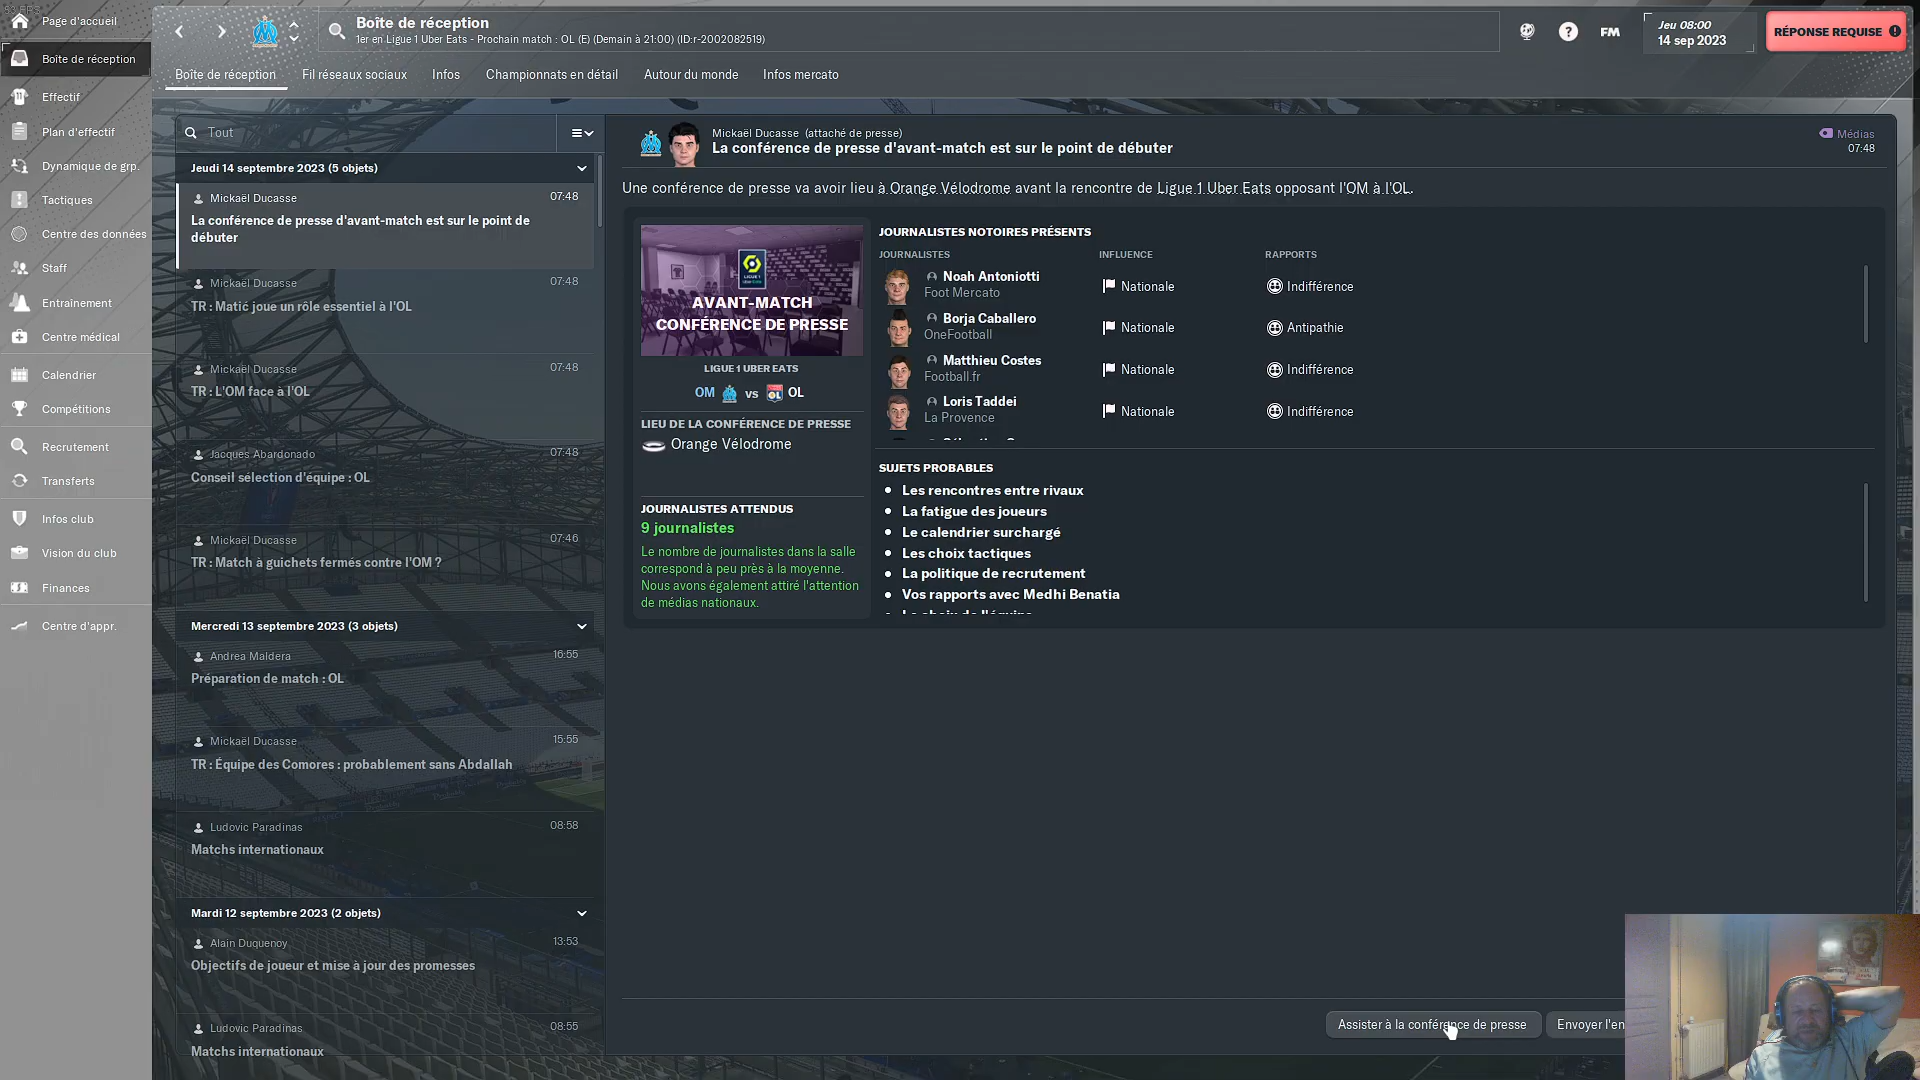 Page d'accueil
Boîte de réception
Effectif
Plan d'effectif
Dynamique de grp.
Tactiques
Centre des données
Staff
Entraînement
Centre médical
Calendrier
Compétitions
Recrutement
Transferts
Infos club
Vision du club
Finances
Centre d'appr.
Boîte de réception
1er en Ligue 1 Uber Eats - Prochain match : OL (E) (Demain à 21:00) (ID:r-2002082519)
FM
Jeu 08:00
14 sep 2023
RÉPONSE REQUISE
Boîte de réception
Fil réseaux sociaux
Infos
Championnats en détail
Autour du monde
Infos mercato
Tout
Jeudi 14 septembre 2023 (5 objets)
Mickaël Ducasse 07:48
La conférence de presse d'avant-match est sur le point de
débuter
Mickaël Ducasse 07:48
TR : Matić joue un rôle essentiel à l'OL
Mickaël Ducasse 07:48
TR : L'OM face à l'OL
Jacques Abardonado 07:48
Conseil sélection d'équipe : OL
Mickaël Ducasse 07:46
TR : Match à guichets fermés contre l'OM ?
Mercredi 13 septembre 2023 (3 objets)
Andrea Maldera 16:55
Préparation de match : OL
Mickaël Ducasse 15:55
TR : Équipe des Comores : probablement sans Abdallah
Ludovic Paradinas 08:58
Matchs internationaux
Mardi 12 septembre 2023 (2 objets)
Alain Duquenoy 13:53
Objectifs de joueur et mise à jour des promesses
Ludovic Paradinas 08:55
Matchs internationaux
Mickaël Ducasse (attaché de presse)
La conférence de presse d'avant-match est sur le point de débuter
Médias
07:48
Une conférence de presse va avoir lieu à Orange Vélodrome avant la rencontre de Ligue 1 Uber Eats opposant l'OM à l'OL.
LIGUE 1
AVANT-MATCH
CONFÉRENCE DE PRESSE
LIGUE 1 UBER EATS
OM vs OL
LIEU DE LA CONFÉRENCE DE PRESSE
Orange Vélodrome
JOURNALISTES ATTENDUS
9 journalistes
Le nombre de journalistes dans la salle
correspond à peu près à la moyenne.
Nous avons également attiré l'attention
de médias nationaux.
JOURNALISTES NOTOIRES PRÉSENTS
JOURNALISTES INFLUENCE RAPPORTS
Noah Antoniotti
Foot Mercato
Nationale Indifférence
Borja Caballero
OneFootball
Nationale Antipathie
Matthieu Costes
Football.fr
Nationale Indifférence
Loris Taddei
La Provence
Nationale Indifférence
SUJETS PROBABLES
Les rencontres entre rivaux
La fatigue des joueurs
Le calendrier surchargé
Les choix tactiques
La politique de recrutement
Vos rapports avec Medhi Benatia
Assister à la conférence de presse
Envoyer l'en